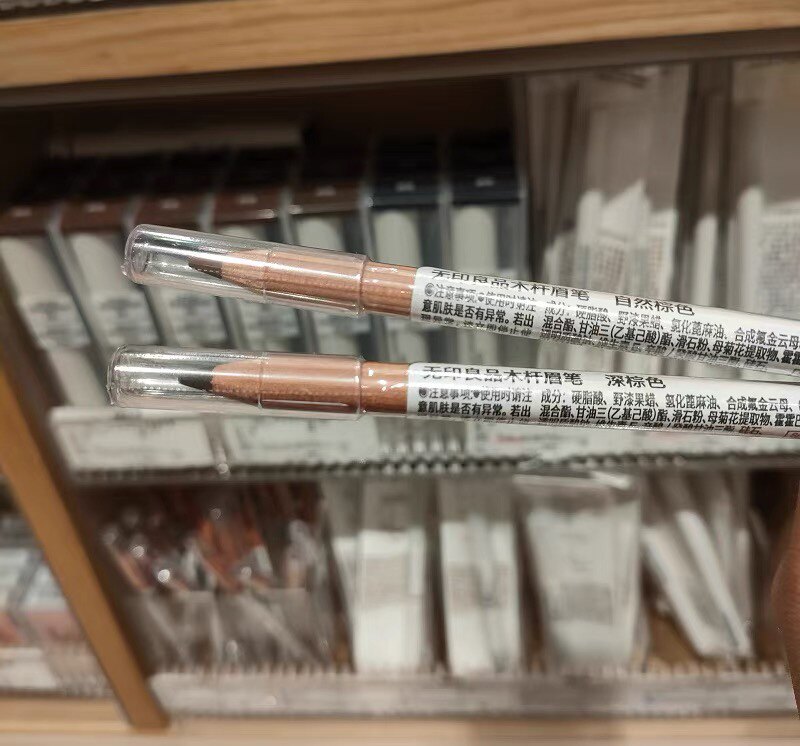 无印良品木杆眉笔 自然棕色
●注意事项●使用时请注 成分：硬脂酸、野漆果蜡、氢化蓖麻油、合成氟金云母
意肌肤是否有异常。若出 混合酯、甘油三(乙基己酸)酯、滑石粉、母菊花提取物、霍霍
无印良品木杆眉笔 深棕色
●注意事项●使用时请注 成分：硬脂酸、野漆果蜡、氢化蓖麻油、合成氟金云母、
意肌肤是否有异常。若出 混合酯、甘油三(乙基己酸)酯、滑石粉、母菊花提取物、霍霍巴